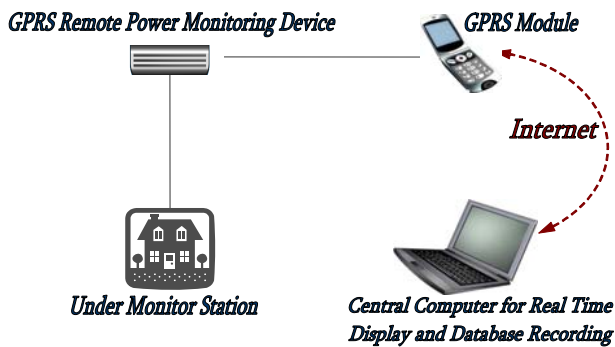 GPRS Remote Power Monitoring Device
GPRS Module
Internet
Under Monitor Station
Central Computer for Real Time
Display and Database Recording